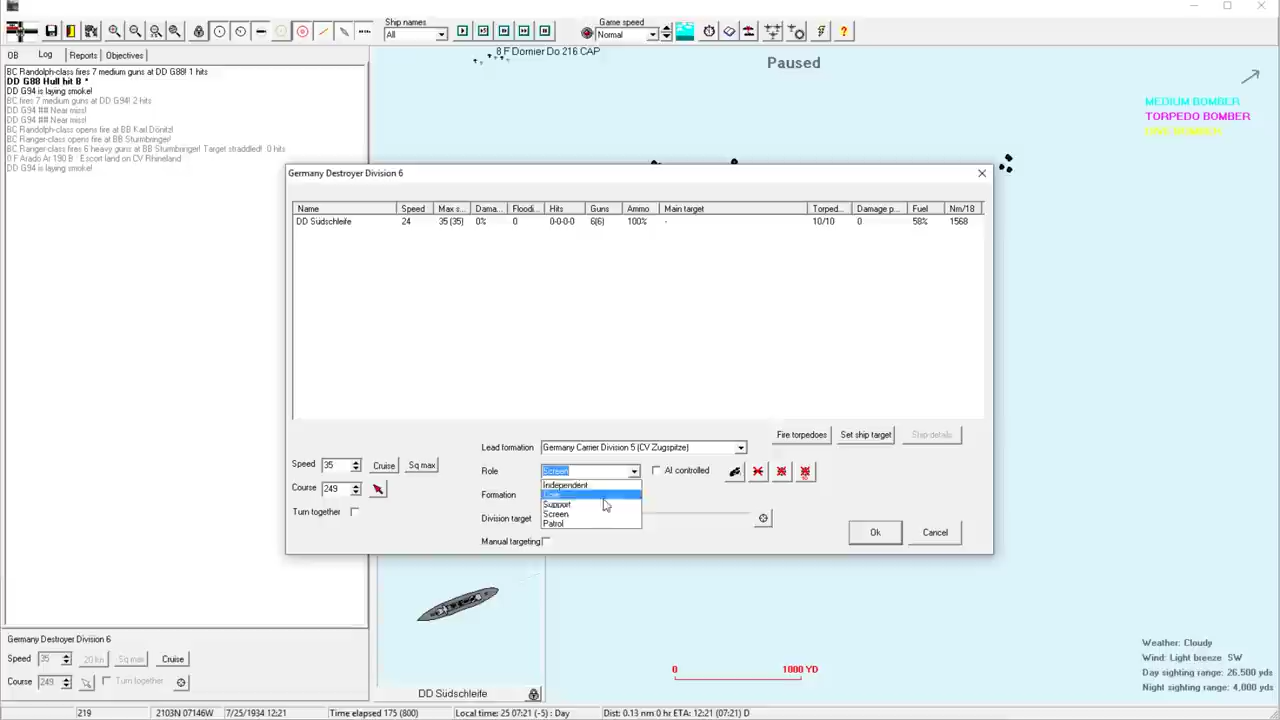 Ship names
All
Game speed
Normal
OB
Log
Reports
Objectives
BC Randolph-class fires 7 medium guns at DD G88! 1 hits
DD G88 Hull hit B *
DD G94 is laying smoke!
BC fires 7 medium guns at DD G94! 2 hits
DD G94 ## Near miss!
DD G94 ## Near miss!
BC Randolph-class opens fire at BB Karl Dönitz!
BC Ranger-class opens fire at BB Sturmbringer!
BC Ranger-class fires 6 heavy guns at BB Sturmbringer! Target straddled! 0 hits
0 F Arado Ar 190 B Escort land on CV Rhineland
DD G94 is laying smoke!
8 F Dornier Do 216 CAP
Paused
MEDIUM BOMBER
TORPEDO BOMBER
DIVE BOMBER
Germany Destroyer Division 6
Name Speed Max s... Dama... Floodi... Hits Guns Ammo Main target Torped... Damage p... Fuel Nm/18
DD Südschleife 24 35 (35) 0% 0 0-0-0-0 6(6) 100% - 10/10 0 58% 1568
Fire torpedoes
Set ship target
Ship details
Lead formation
Germany Carrier Division 5 (CV Zugspitze)
Speed 35
Cruise
Sq max
Role
Screen
AI controlled
Independent
Core
Support
Screen
Patrol
Course 249
Formation
Turn together
Division target
Manual targeting
Ok
Cancel
Germany Destroyer Division 6
Speed 35
20 kn
Sq max
Cruise
Course 249
Turn together
DD Südschleife
0 1000 YD
Weather: Cloudy
Wind: Light breeze SW
Day sighting range: 26,500 yds
Night sighting range: 4,000 yds
219
2103N 07146W
7/25/1934 12:21
Time elapsed 175 (800)
Local time: 25 07:21 (-5) : Day
Dist: 0.13 nm 0 hr ETA: 12:21 (07:21) D